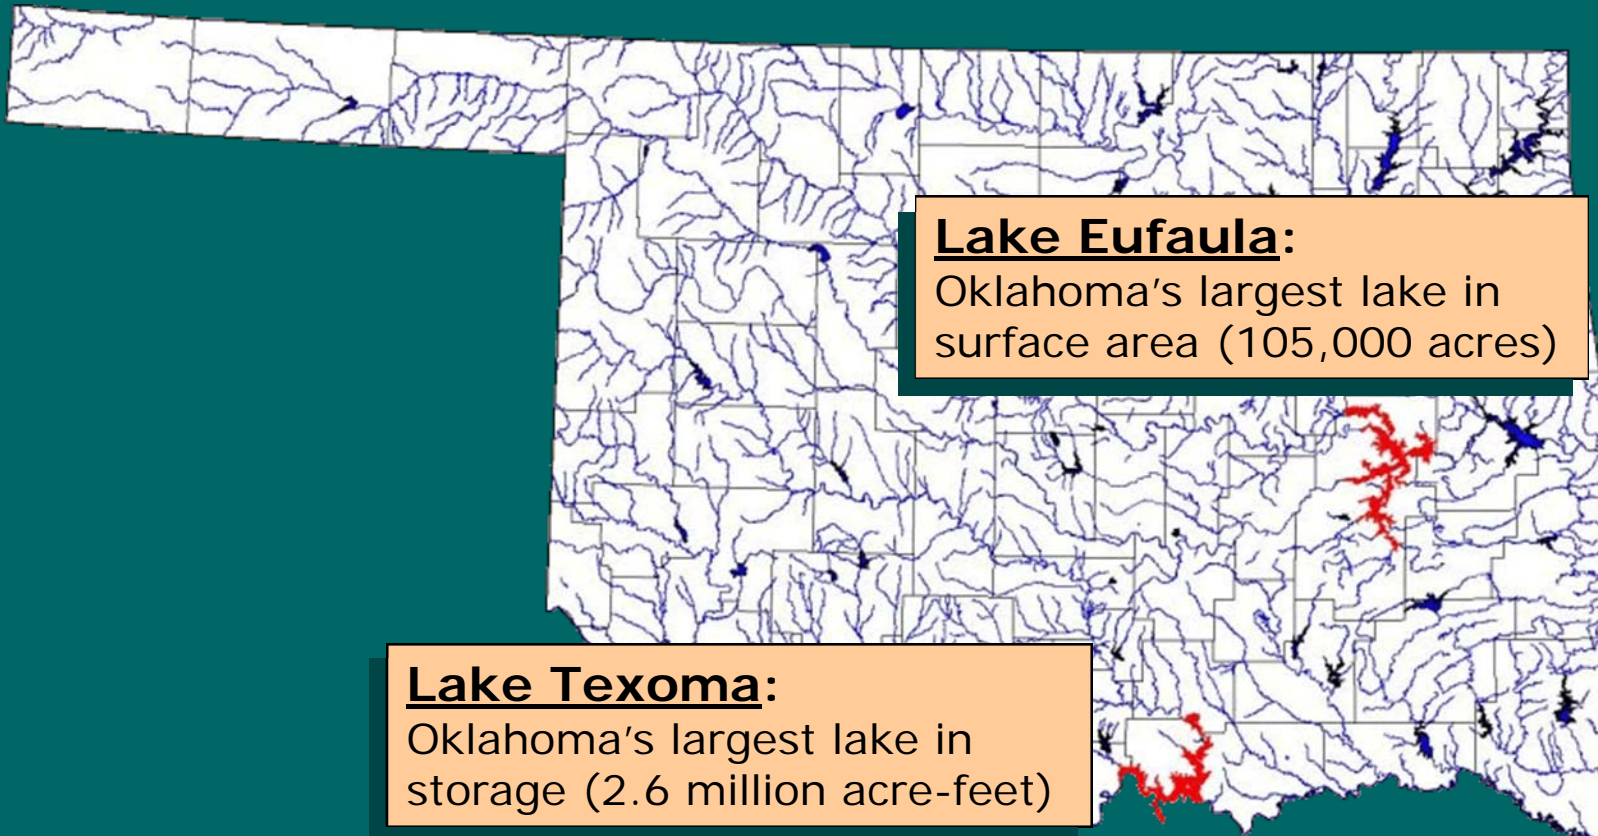 Lake Eufaula:
Oklahoma's largest lake in
surface area (105,000 acres)
Lake Texoma:
Oklahoma's largest lake in
storage (2.6 million acre-feet)